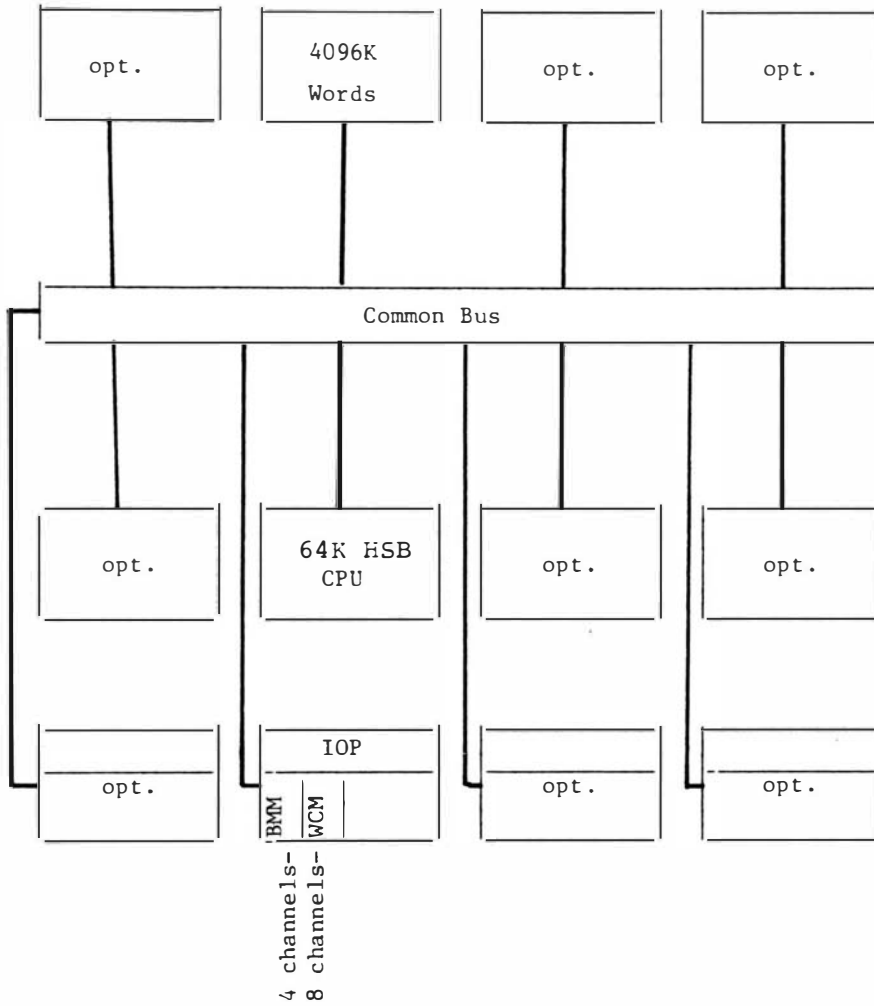 opt.
4096K
Words
opt.
opt.
Common Bus
opt.
64K HSB
CPU
opt.
opt.
IOP
opt.
BMM
WCM
opt.
opt.
4 channels-
8 channels-